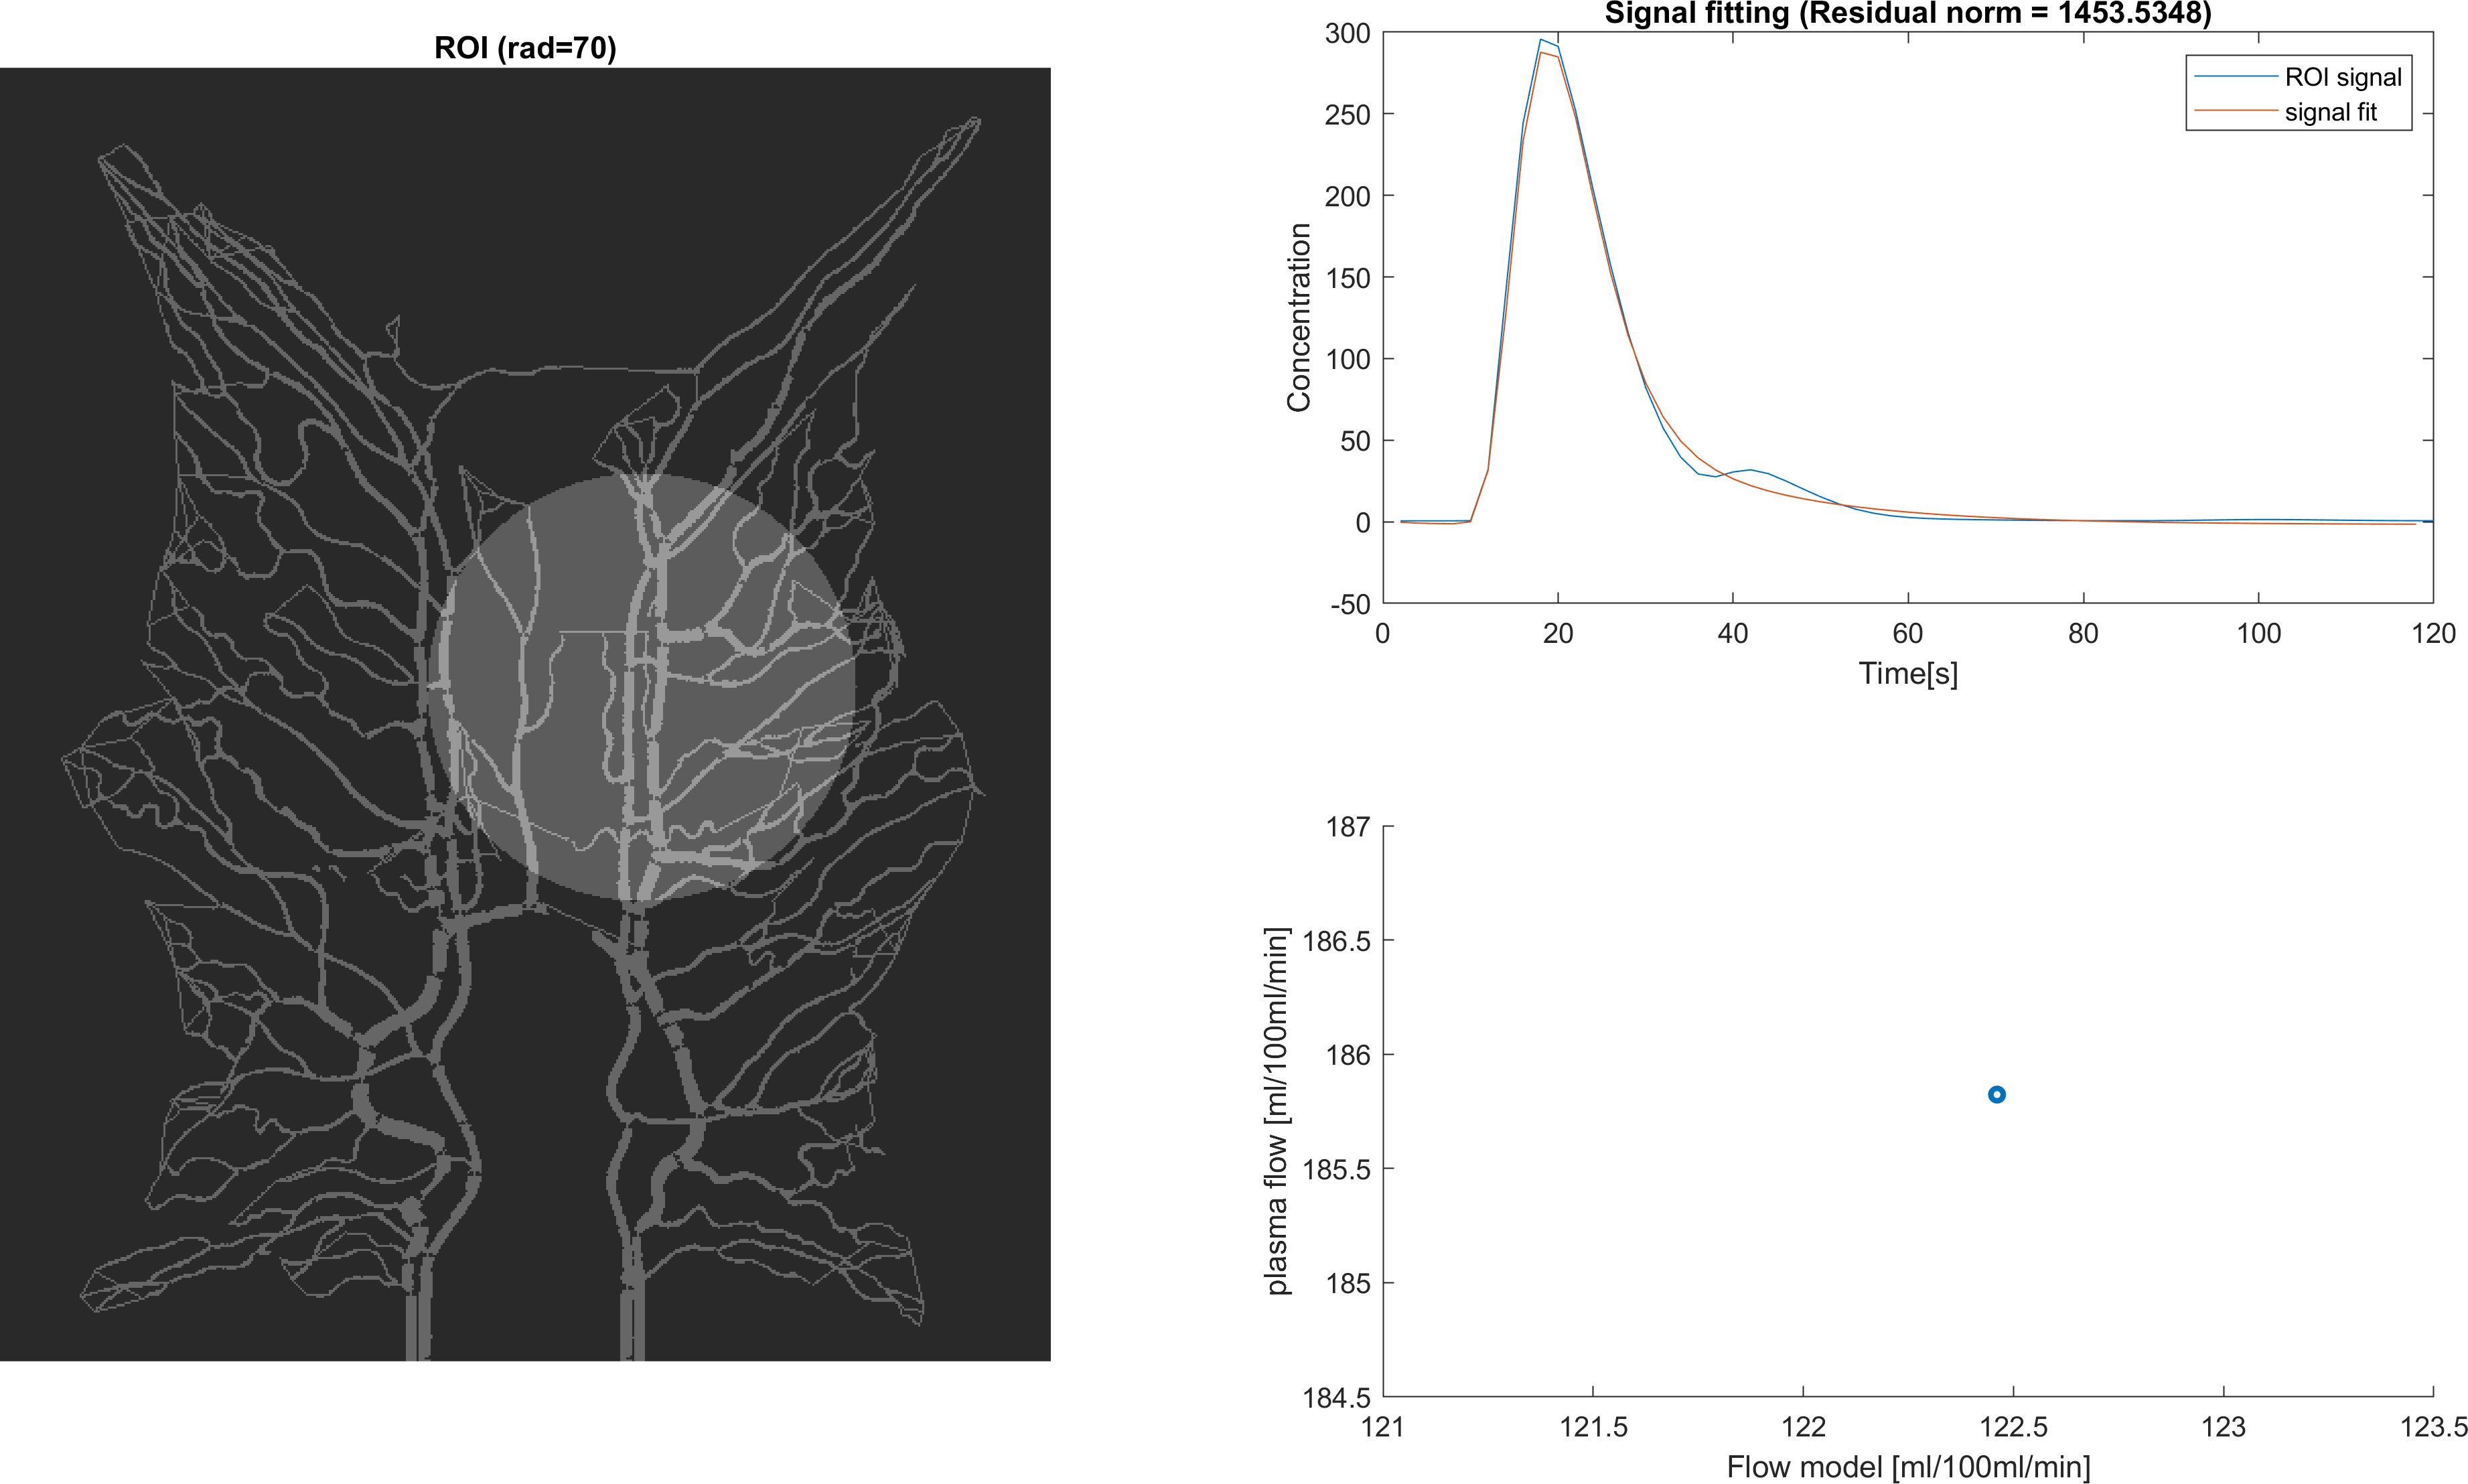 ROI (rad=70)
Signal fitting (Residual norm = 1453.5348)
ROI signal
signal fit
300
250
200
150
100
50
0
-50
Concentration
0 20 40 60 80 100 120
Time[s]
187
186.5
186
185.5
185
184.5
plasma flow [ml/100ml/min]
121 121.5 122 122.5 123 123.5
Flow model [ml/100ml/min]